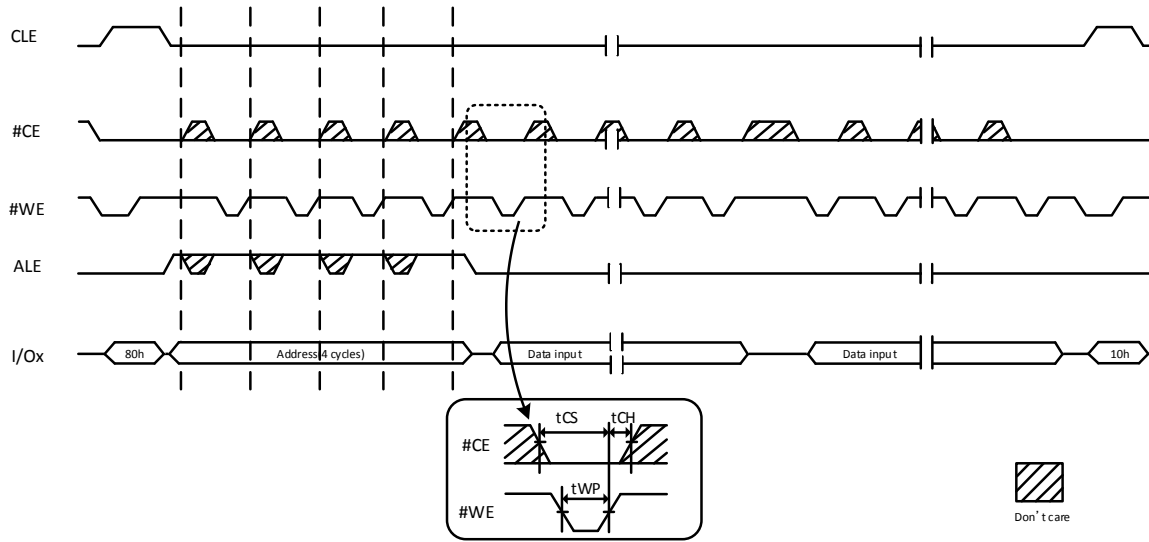 CLE
#CE
#WE
ALE
I/Ox
80h
Address(4 cycles)
Data input
Data input
10h
tCS
tCH
#CE
tWP
#WE
Don't care